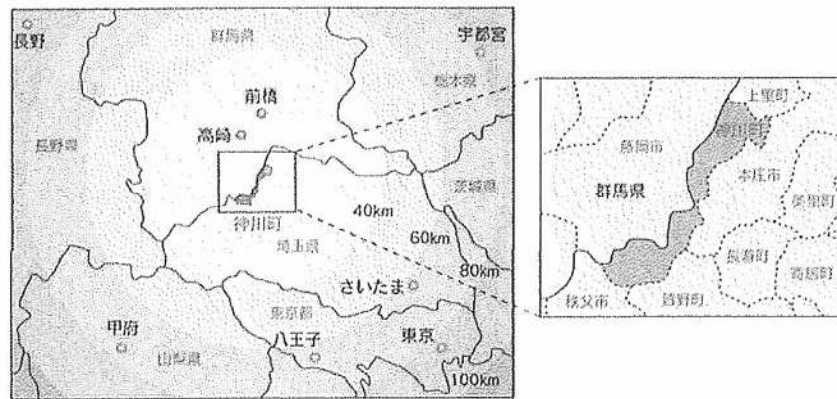 長野
群馬県
宇都宮
栃木県
前橋
高崎
長野県
茨城県
40km
神川町
埼玉県
60km
80km
さいたま
東京都
甲府
八王子
東京
山梨県
100km
上里町
神川町
藤岡市
本庄市
群馬県
美里町
長瀞町
寄居町
秩父市
皆野町